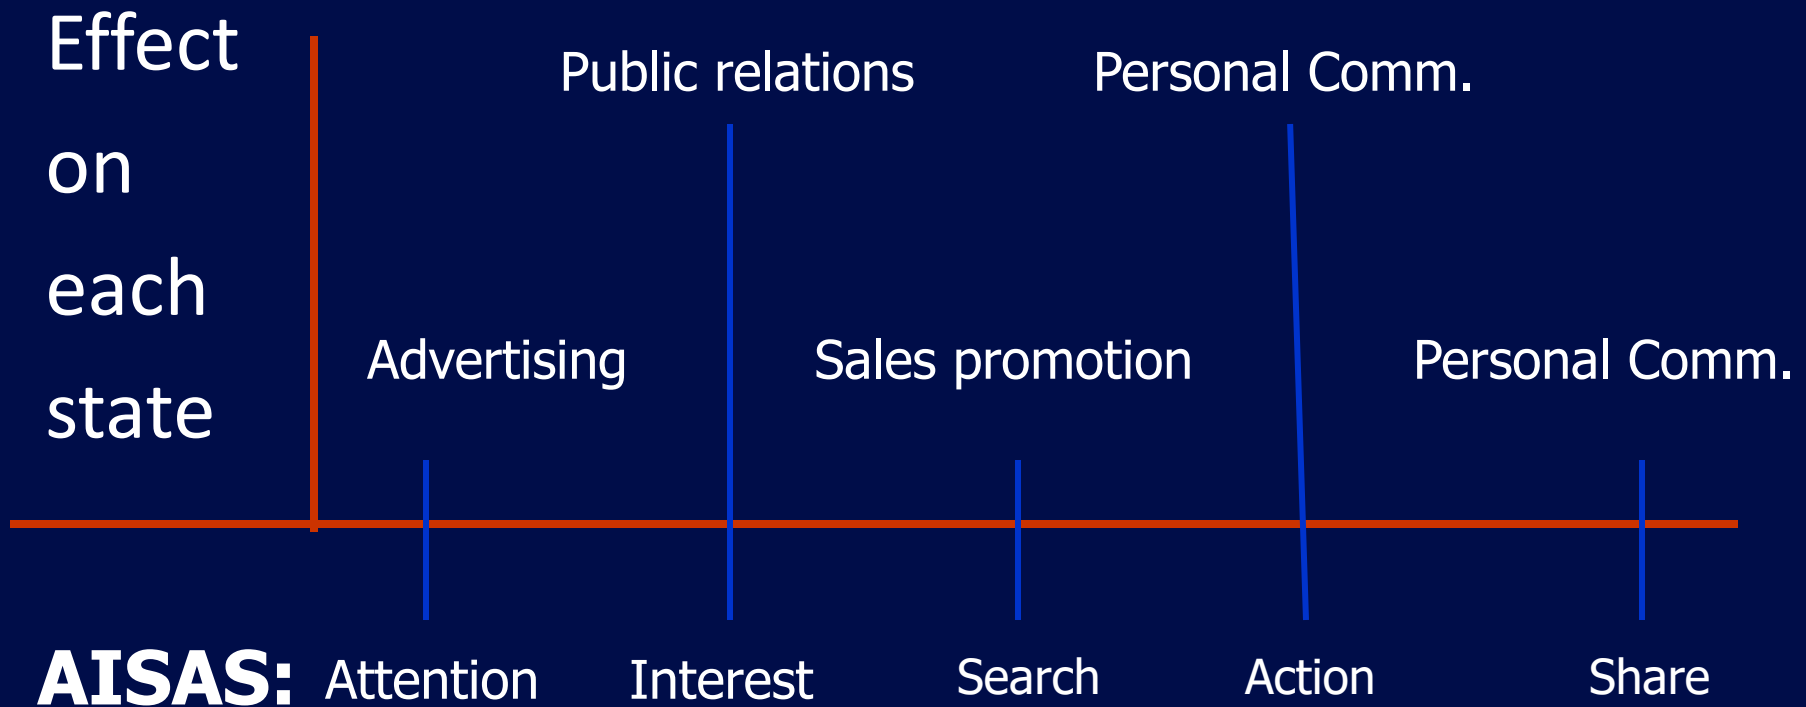 Effect
on
each
state
Public relations
Personal Comm.
Advertising
Sales promotion
Personal Comm.
AISAS: Attention Interest Search Action Share